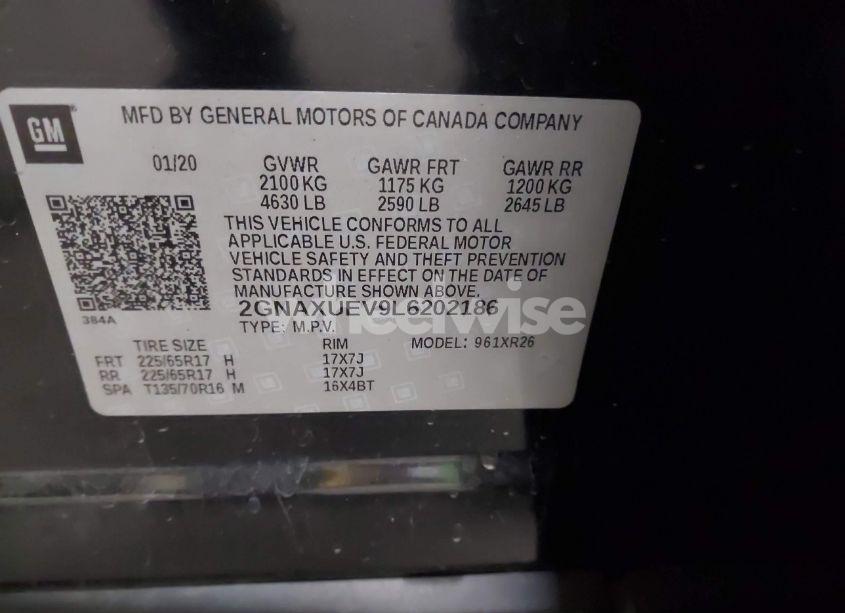 GM
MFD BY GENERAL MOTORS OF CANADA COMPANY
01/20 GVWR GAWR FRT GAWR RR
2100 KG 1175 KG 1200 KG
4630 LB 2590 LB 2645 LB
THIS VEHICLE CONFORMS TO ALL
APPLICABLE U.S. FEDERAL MOTOR
VEHICLE SAFETY AND THEFT PREVENTION
STANDARDS IN EFFECT ON THE DATE OF
MANUFACTURE SHOWN ABOVE.
384A
2GNAXUEV9L6202186
wheelwise
TYPE: M.P.V.
TIRE SIZE RIM MODEL: 961XR26
FRT 225/65R17 H 17X7J
RR 225/65R17 H 17X7J
SPA T135/70R16 M 16X4BT